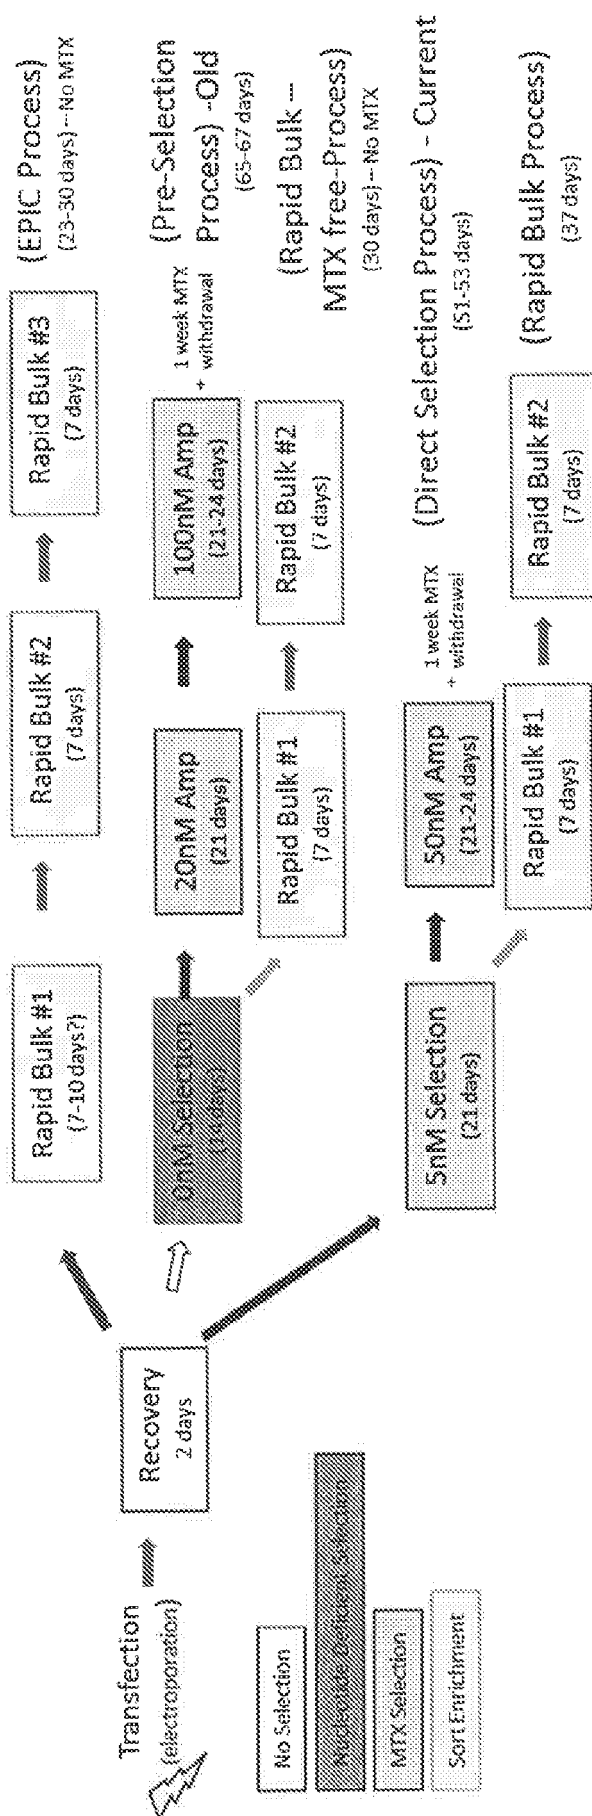 Transfection
(electroporation)
Recovery
2 days
Rapid Bulk #1
(7-10 days?)
Rapid Bulk #2
(7 days)
Rapid Bulk #3
(7 days)
(EPIC Process)
(23-30 days) – No MTX
0nM Selection
(14 days)
20nM Amp
(21 days)
100nM Amp
(21-24 days)
+ 1 week MTX
withdrawal
(Pre-Selection
Process) -Old
(65-67 days)
Rapid Bulk #1
(7 days)
Rapid Bulk #2
(7 days)
(Rapid Bulk –
MTX free-Process)
(30 days) – No MTX
5nM Selection
(21 days)
50nM Amp
(21-24 days)
+ 1 week MTX
withdrawal
(Direct Selection Process) - Current
(51-53 days)
Rapid Bulk #1
(7 days)
Rapid Bulk #2
(7 days)
(Rapid Bulk Process)
(37 days)
No Selection
Nucleotide Deficient Selection
MTX Selection
Sort Enrichment